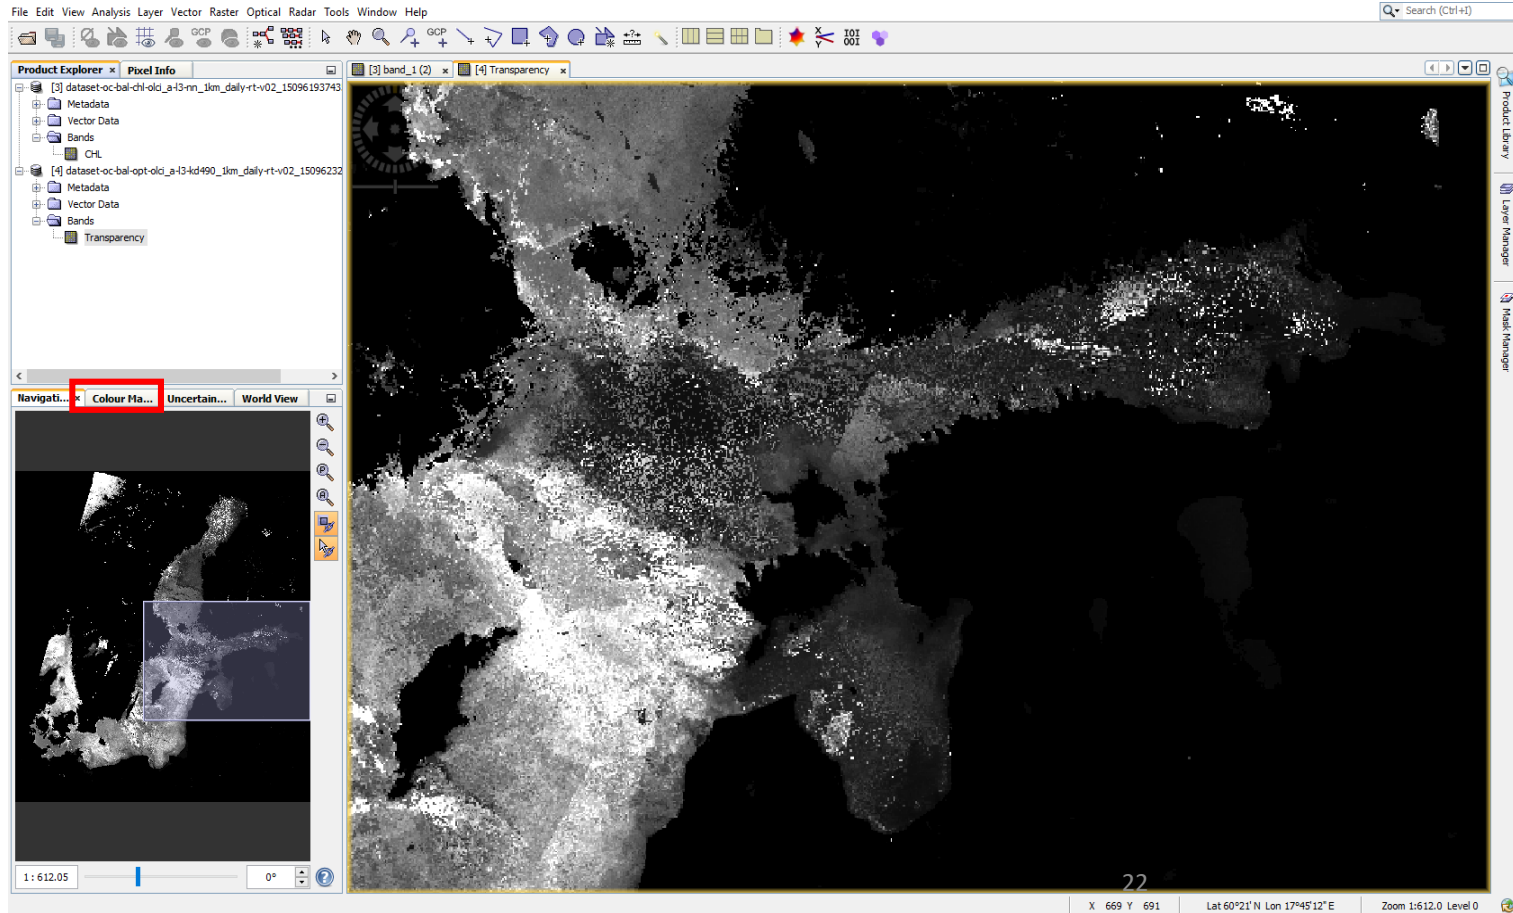 File Edit View Analysis Layer Vector Raster Optical Radar Tools Window Help
Search (Ctrl+I)
GCP
GCP
Product Explorer × Pixel Info
[3] band_1 (2) ×
[4] Transparency ×
[3] dataset-oc-bal-chl-olci_a-l3-nn_1km_daily-rt-v02_15096193743
Metadata
Vector Data
Bands
CHL
[4] dataset-oc-bal-opt-olci_a-l3-kd490_1km_daily-rt-v02_15096232
Metadata
Vector Data
Bands
Transparency
Product Library
Layer Manager
Mask Manager
Navigati... × Colour Ma... Uncertain... World View
1 : 612.05
0°
22
X 669 Y 691
Lat 60°21' N Lon 17°45'12" E
Zoom 1:612.0 Level 0